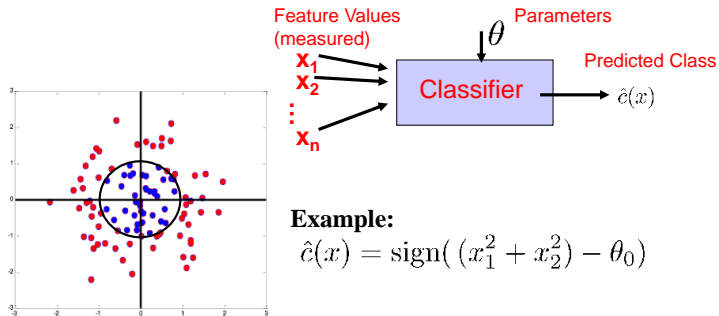 Feature Values
(measured)
x₁
x₂
⋮
xₙ
Parameters
θ
Classifier
Predicted Class
ĉ(x)
3
2
1
0
-1
-2
-3
-3 -2 -1 0 1 2 3
Example:
ĉ(x) = sign( (x₁² + x₂²) − θ₀)